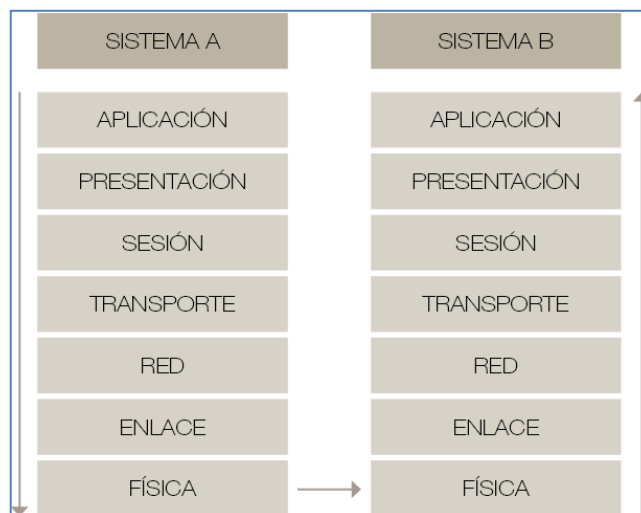 SISTEMA A
SISTEMA B
APLICACIÓN
APLICACIÓN
PRESENTACIÓN
PRESENTACIÓN
SESIÓN
SESIÓN
TRANSPORTE
TRANSPORTE
RED
RED
ENLACE
ENLACE
FÍSICA
FÍSICA